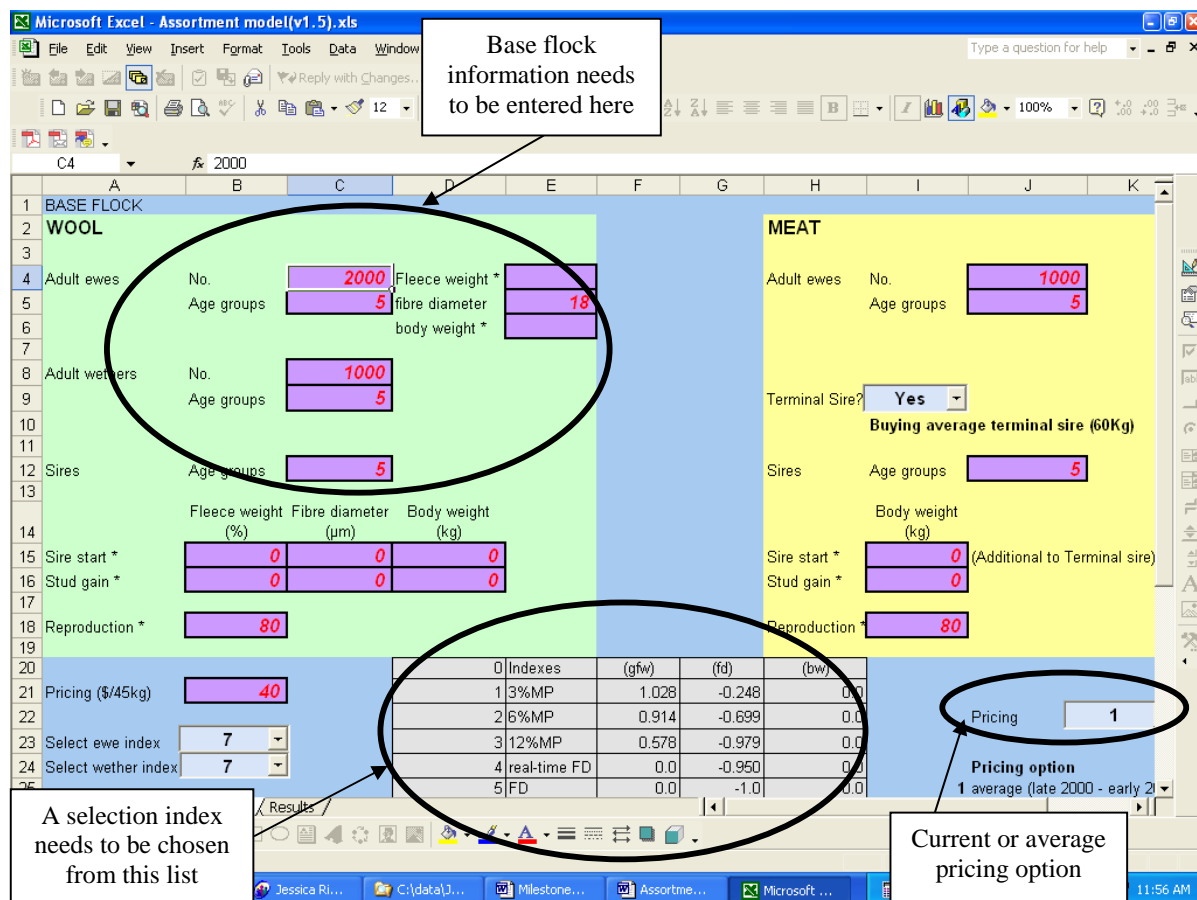 Microsoft Excel - Assortment model(v1.5).xls
File Edit View Insert Format Tools Data Window
Type a question for help
Reply with Changes...
12
100%
Base flock
information needs
to be entered here
C4 fx 2000
A B C D E F G H I J K
1 BASE FLOCK
2 WOOL MEAT
3
4 Adult ewes No. 2000 Fleece weight * Adult ewes No. 1000
5 Age groups 5 fibre diameter 18 Age groups 5
6 body weight *
7
8 Adult wethers No. 1000
9 Age groups 5 Terminal Sire? Yes
10 Buying average terminal sire (60Kg)
11
12 Sires Age groups 5 Sires Age groups 5
13
Fleece weight Fibre diameter Body weight Body weight
14 (%) (µm) (kg) (kg)
15 Sire start * 0 0 0 Sire start * 0 (Additional to Terminal sire)
16 Stud gain * 0 0 0 Stud gain * 0
17
18 Reproduction * 80 Reproduction * 80
19
20 0 Indexes (gfw) (fd) (bw)
21 Pricing ($/45kg) 40 1 3%MP 1.028 -0.248 0.0
22 2 6%MP 0.914 -0.699 0.0 Pricing 1
23 Select ewe index 7 3 12%MP 0.578 -0.979 0.0
24 Select wether index 7 4 real-time FD 0.0 -0.950 0.0 Pricing option
25 5 FD 0.0 -1.0 0.0 1 average (late 2000 - early 2
Results
A selection index
needs to be chosen
from this list
Current or average
pricing option
Jessica Ri... C:\data\J... Milestone... Assortme... Microsoft ... 11:56 AM